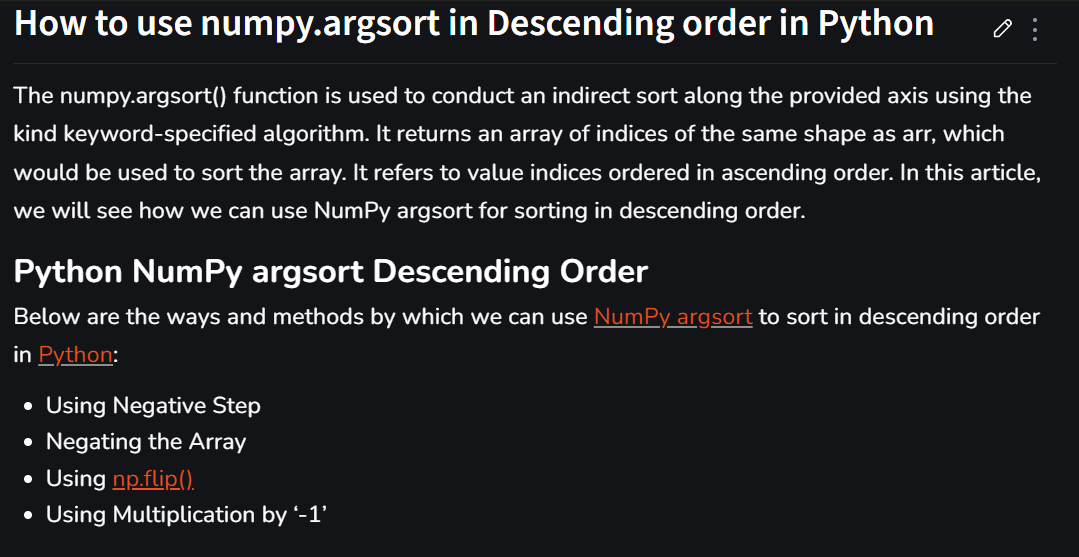 How to use numpy.argsort in Descending order in Python
The numpy.argsort() function is used to conduct an indirect sort along the provided axis using the
kind keyword-specified algorithm. It returns an array of indices of the same shape as arr, which
would be used to sort the array. It refers to value indices ordered in ascending order. In this article,
we will see how we can use NumPy argsort for sorting in descending order.
Python NumPy argsort Descending Order
Below are the ways and methods by which we can use NumPy argsort to sort in descending order
in Python:
• Using Negative Step
• Negating the Array
• Using np.flip()
• Using Multiplication by ‘-1’